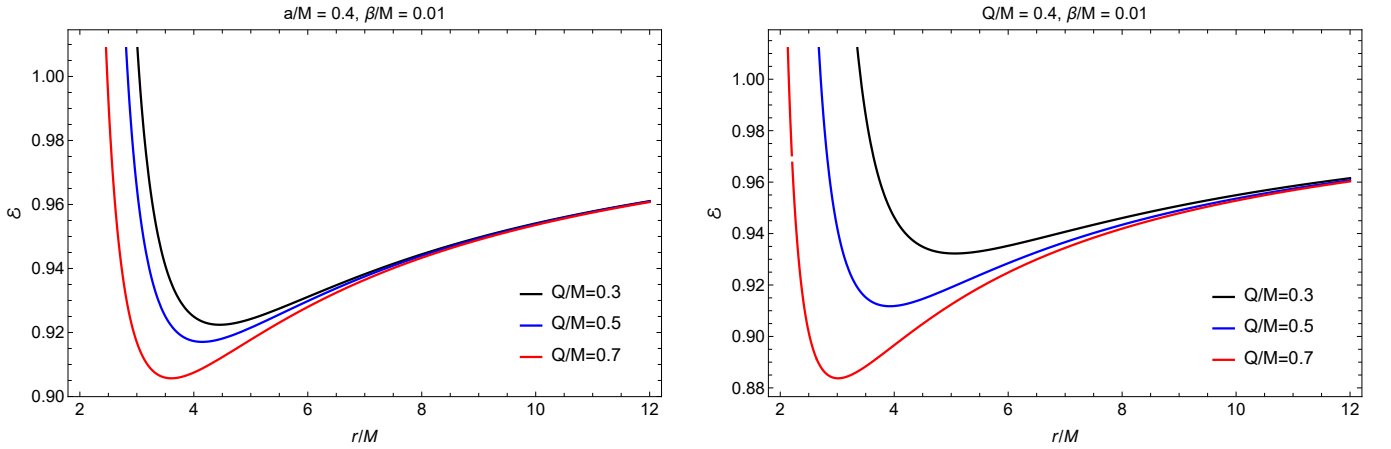 a/M = 0.4, β/M = 0.01
1.00
0.98
0.96
0.94
0.92
0.90
ℰ
Q/M=0.3
Q/M=0.5
Q/M=0.7
2 4 6 8 10 12
r/M
Q/M = 0.4, β/M = 0.01
1.00
0.98
0.96
0.94
0.92
0.90
0.88
ℰ
Q/M=0.3
Q/M=0.5
Q/M=0.7
2 4 6 8 10 12
r/M